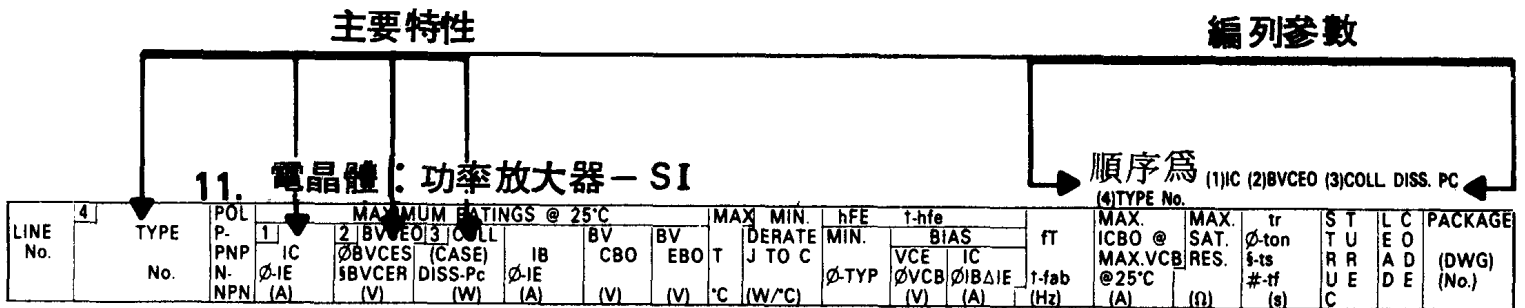 主要特性
編列參數
11. 電晶體：功率放大器－SI
順序爲 (1)IC (2)BVCEO (3)COLL. DISS. PC
(4)TYPE No.
LINE No.
4 TYPE No.
POL P-PNP N-NPN
MAXIMUM RATINGS @ 25°C
1 IC Ø-IE (A)
2 BVCEO ØBVCES §BVCER (V)
3 COLL (CASE) DISS-Pc (W)
IB Ø-IE (A)
BV CBO (V)
BV EBO (V)
MAX T °C
MIN. DERATE J TO C (W/°C)
hFE †-hfe
MIN. Ø-TYP
BIAS
VCE ØVCB (V)
IC ØIBΔIE (A)
fT †-fab (Hz)
MAX. ICBO @ MAX.VCB @25°C (A)
MAX. SAT. RES. (Ω)
tr Ø-ton §-ts #-tf (s)
STRUC TURE
LEAD CODE
PACKAGE (DWG) (No.)